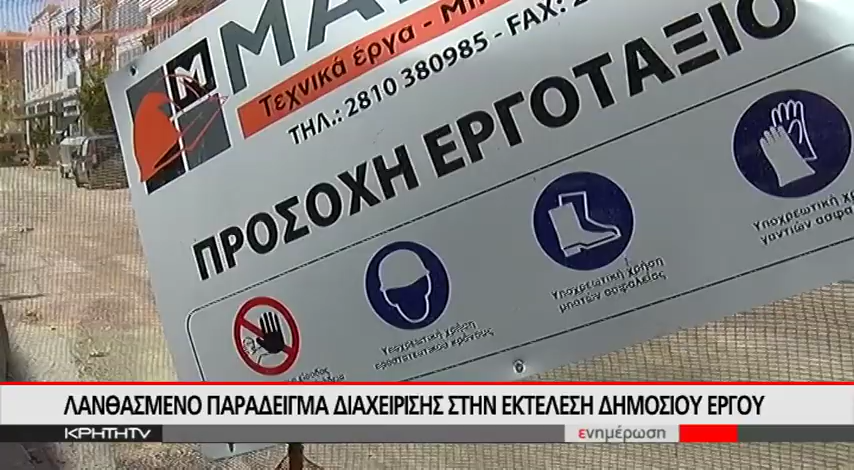 M ΜΑ
Τεχνικά έργα - Μπ
ΤΗΛ.: 2810 380985 - FAX: 2
ΠΡΟΣΟΧΗ ΕΡΓΟΤΑΞΙΟ
Υποχρεωτική χρήση
γαντιών
Υποχρεωτική χρήση
μποτών ασφαλείας
Υποχρεωτική χρήση
προστατευτικού κράνους
ΛΑΝΘΑΣΜΕΝΟ ΠΑΡΑΔΕΙΓΜΑ ΔΙΑΧΕΙΡΙΣΗΣ ΣΤΗΝ ΕΚΤΕΛΕΣΗ ΔΗΜΟΣΙΟΥ ΕΡΓΟΥ
ΚΡΗΤΗTV
ενημέρωση